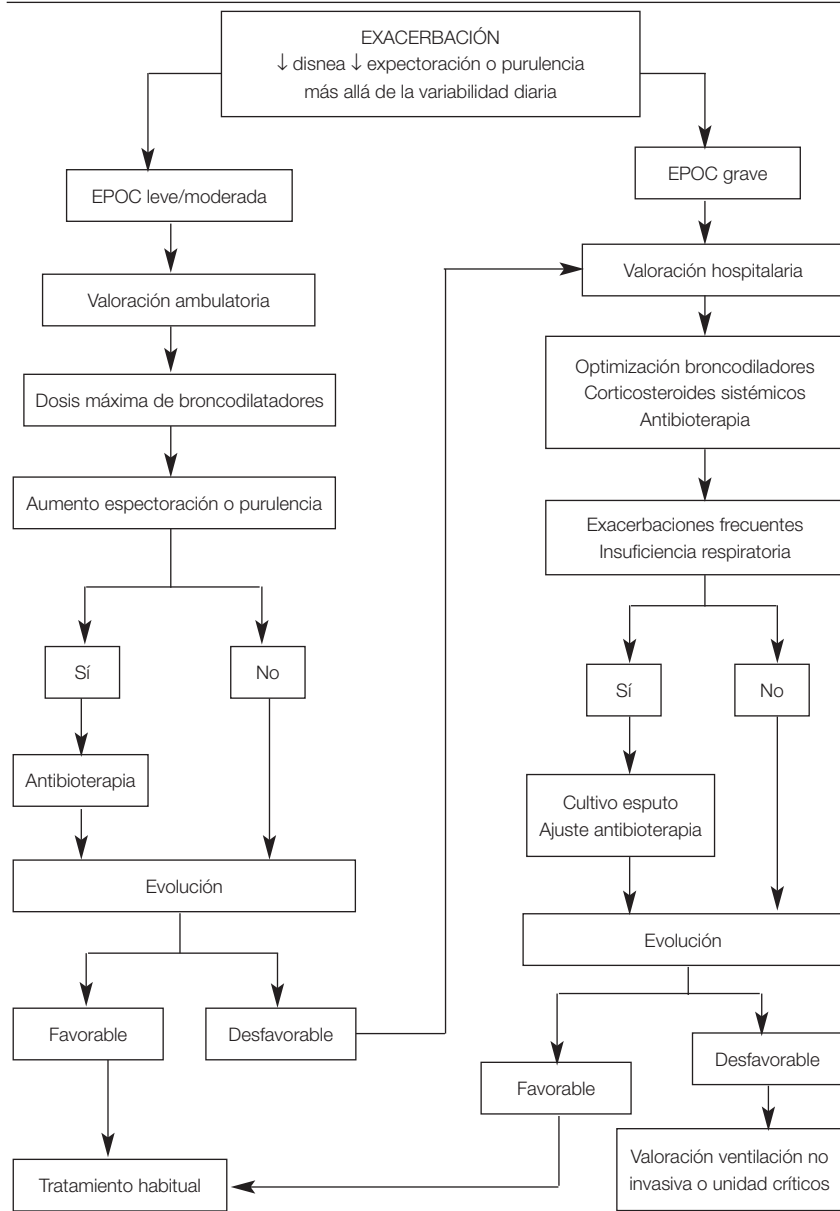 EXACERBACIÓN
↓ disnea ↓ expectoración o purulencia
más allá de la variabilidad diaria
EPOC leve/moderada
Valoración ambulatoria
Dosis máxima de broncodilatadores
Aumento espectoración o purulencia
Sí
No
Antibioterapia
Evolución
Favorable
Desfavorable
Tratamiento habitual
EPOC grave
Valoración hospitalaria
Optimización broncodiladores
Corticosteroides sistémicos
Antibioterapia
Exacerbaciones frecuentes
Insuficiencia respiratoria
Sí
No
Cultivo esputo
Ajuste antibioterapia
Evolución
Favorable
Desfavorable
Valoración ventilación no
invasiva o unidad críticos